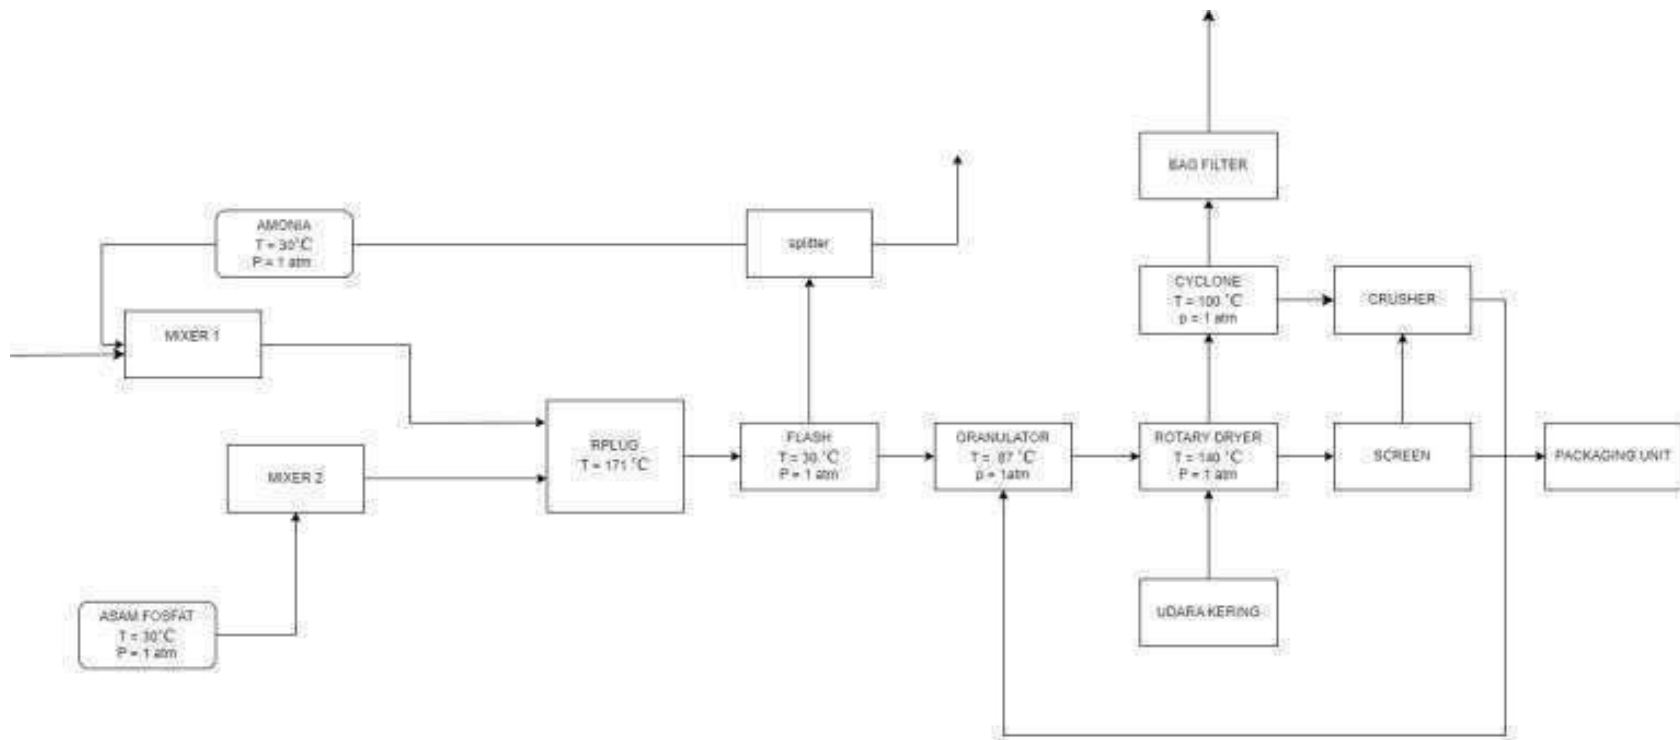 BAG FILTER
AMONIA
T = 30°C
P = 1 atm
splitter
CYCLONE
T = 100 °C
p = 1 atm
CRUSHER
MIXER 1
RPLUG
T = 171 °C
FLASH
T = 30 °C
P = 1 atm
GRANULATOR
T = 87 °C
p = 1atm
ROTARY DRYER
T = 140 °C
P = 1 atm
SCREEN
PACKAGING UNIT
MIXER 2
ASAM FOSFAT
T = 30°C
P = 1 atm
UDARA KERING